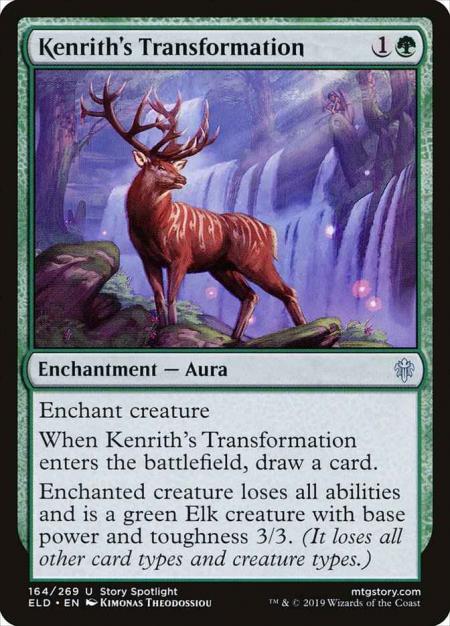 Kenrith's Transformation 1
Enchantment — Aura
Enchant creature
When Kenrith's Transformation
enters the battlefield, draw a card.
Enchanted creature loses all abilities
and is a green Elk creature with base
power and toughness 3/3. (It loses all
other card types and creature types.)
164/269 U Story Spotlight mtgstory.com
ELD • EN Kimonas Theodossiou ™ & © 2019 Wizards of the Coast